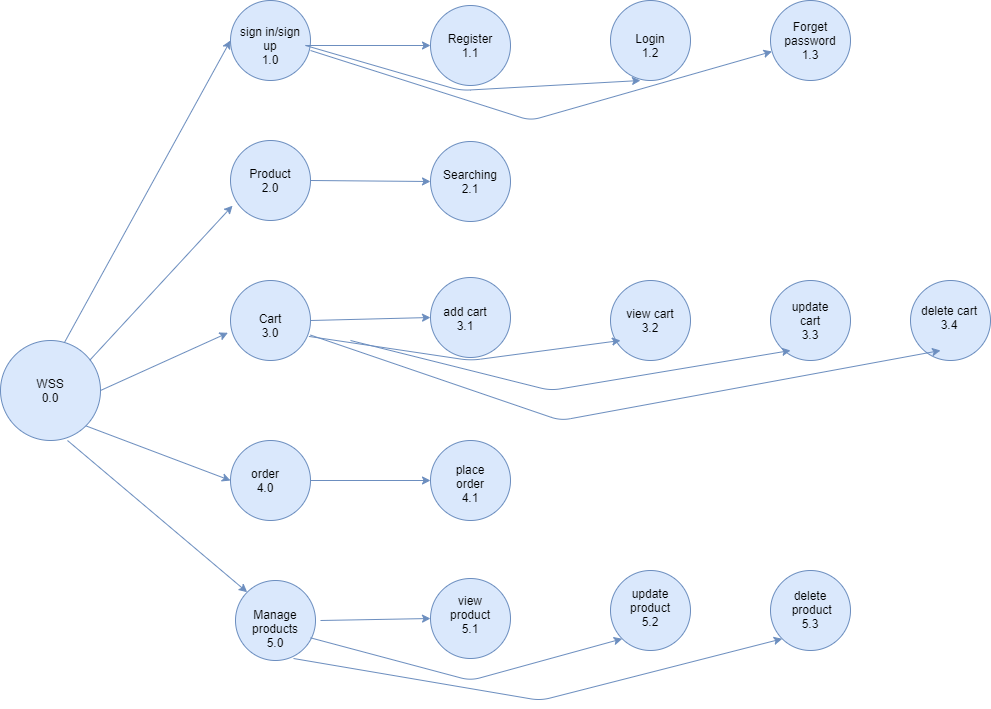 sign in/sign
up
1.0
Register
1.1
Login
1.2
Forget
password
1.3
Product
2.0
Searching
2.1
Cart
3.0
add cart
3.1
view cart
3.2
update
cart
3.3
delete cart
3.4
WSS
0.0
order
4.0
place
order
4.1
Manage
products
5.0
view
product
5.1
update
product
5.2
delete
product
5.3